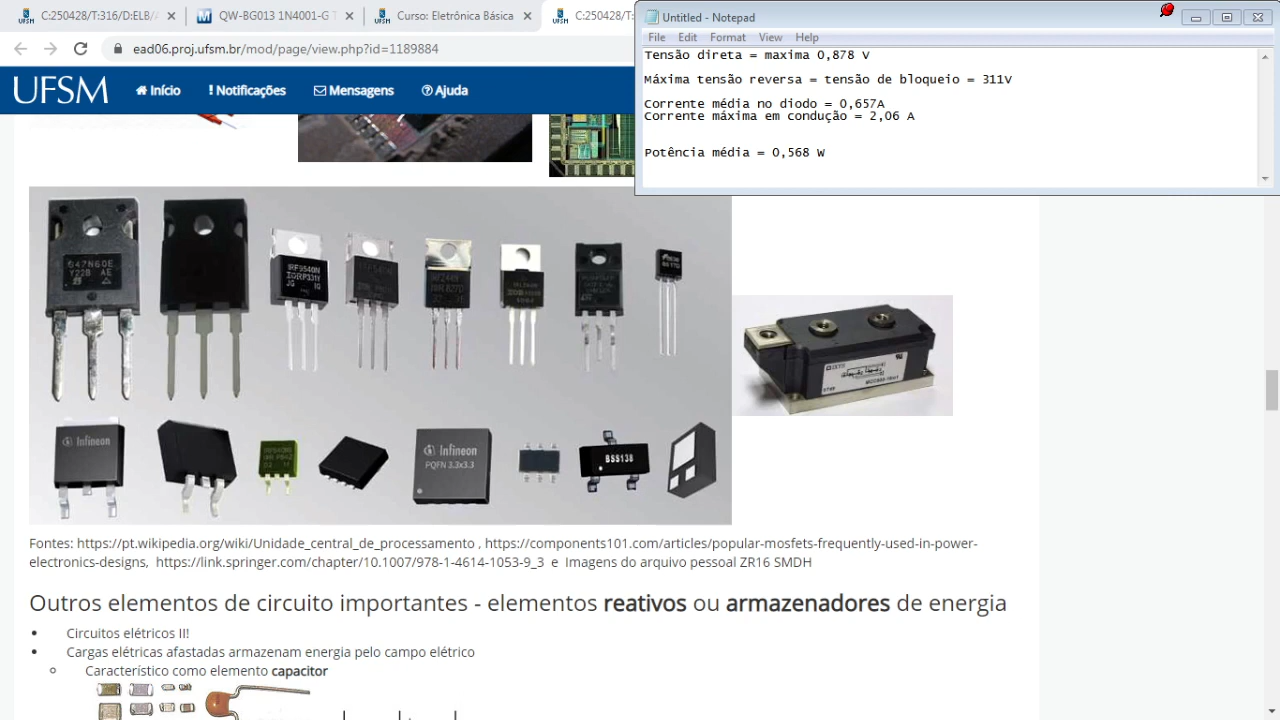 C:250428/T:316/D:ELB/A
QW-BG013 1N4001-G T
Curso: Eletrônica Básica
C:250428/T:
ead06.proj.ufsm.br/mod/page/view.php?id=1189884
Untitled - Notepad
File Edit Format View Help
Tensão direta = maxima 0,878 V
Máxima tensão reversa = tensão de bloqueio = 311V
Corrente média no diodo = 0,657A
Corrente máxima em condução = 2,06 A
Potência média = 0,568 W
UFSM Início Notificações Mensagens Ajuda
Infineon
Infineon
PQFN 3.3x3.3
BSS138
Fontes: https://pt.wikipedia.org/wiki/Unidade_central_de_processamento , https://components101.com/articles/popular-mosfets-frequently-used-in-power-
electronics-designs, https://link.springer.com/chapter/10.1007/978-1-4614-1053-9_3 e Imagens do arquivo pessoal ZR16 SMDH
Outros elementos de circuito importantes - elementos reativos ou armazenadores de energia
Circuitos elétricos II!
Cargas elétricas afastadas armazenam energia pelo campo elétrico
Característico como elemento capacitor